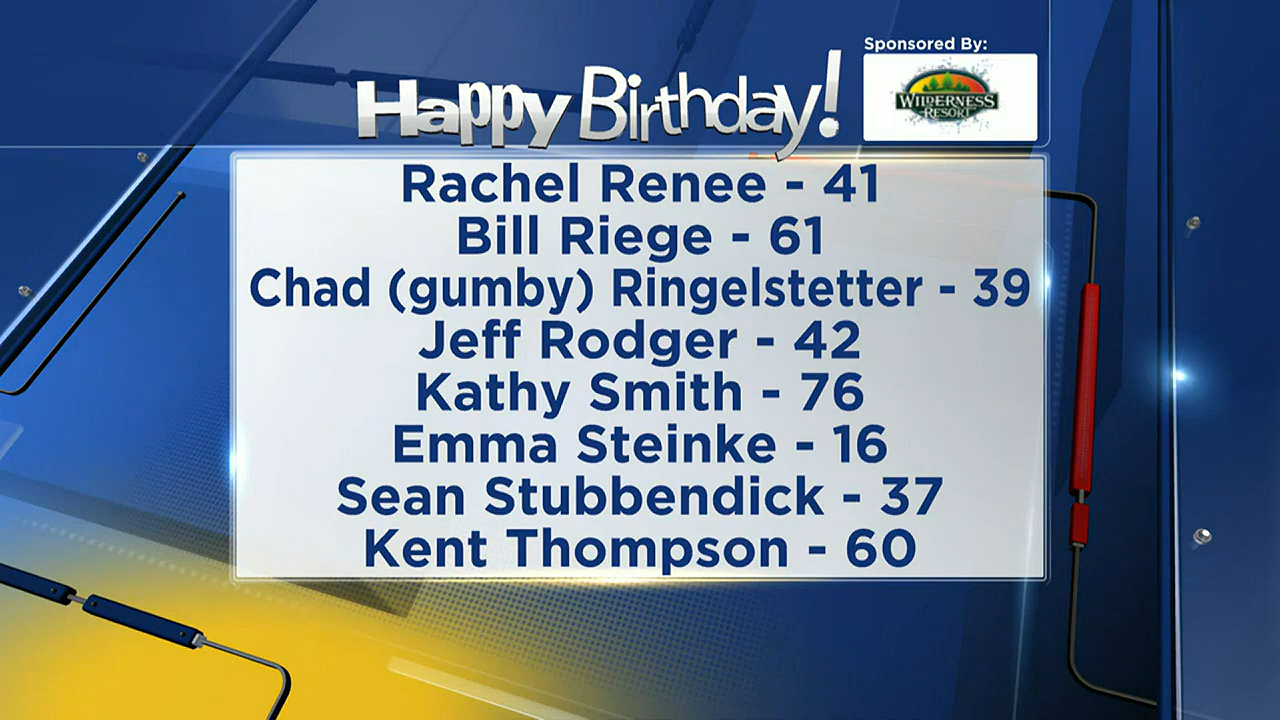 Sponsored By:
Happy Birthday!
WILDERNESS
RESORT
Rachel Renee - 41
Bill Riege - 61
Chad (gumby) Ringelstetter - 39
Jeff Rodger - 42
Kathy Smith - 76
Emma Steinke - 16
Sean Stubbendick - 37
Kent Thompson - 60